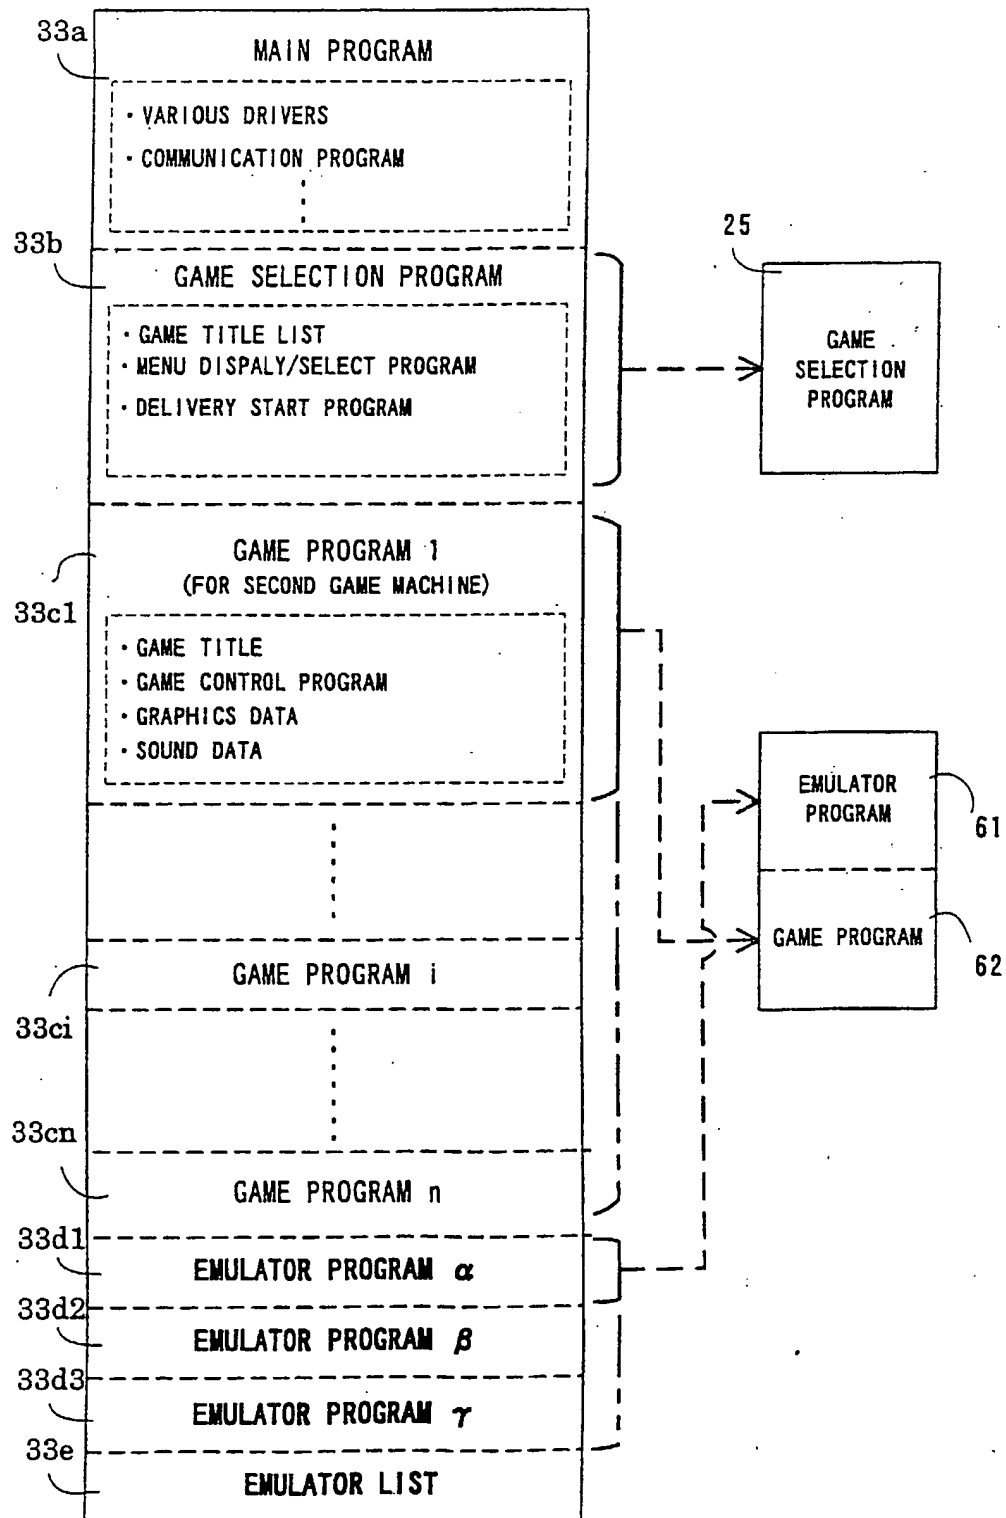 33a
MAIN PROGRAM
· VARIOUS DRIVERS
· COMMUNICATION PROGRAM
33b
GAME SELECTION PROGRAM
· GAME TITLE LIST
· MENU DISPALY/SELECT PROGRAM
· DELIVERY START PROGRAM
25
GAME
SELECTION
PROGRAM
33c1
GAME PROGRAM 1
(FOR SECOND GAME MACHINE)
· GAME TITLE
· GAME CONTROL PROGRAM
· GRAPHICS DATA
· SOUND DATA
EMULATOR
PROGRAM
61
GAME PROGRAM
62
33ci
GAME PROGRAM i
33cn
GAME PROGRAM n
33d1
EMULATOR PROGRAM α
33d2
EMULATOR PROGRAM β
33d3
EMULATOR PROGRAM γ
33e
EMULATOR LIST